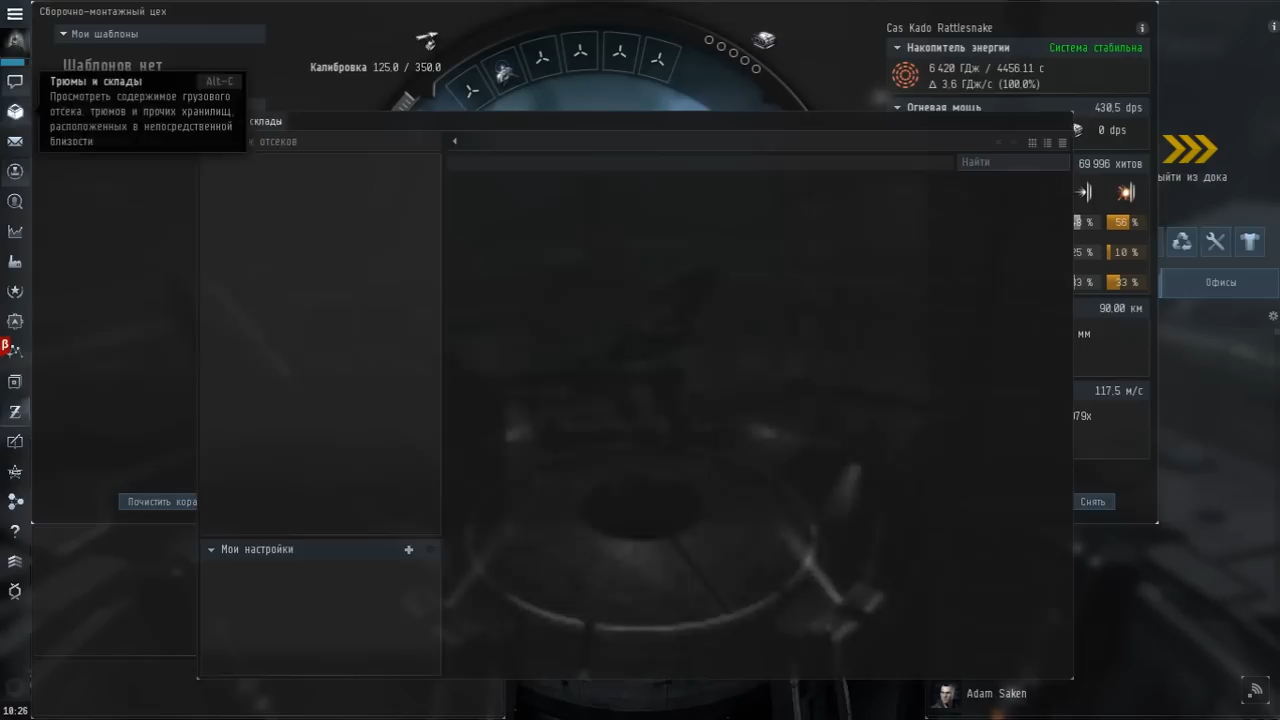 Сборочно-монтажный цех
Мои шаблоны
Шаблонов нет
Трюмы и склады Alt-C
Просмотреть содержимое грузового
отсека, трюмов и прочих хранилищ,
расположенных в непосредственной
близости
Калибровка 125.0 / 350.0
Cas Kado Rattlesnake
Накопитель энергии Система стабильна
6 420 ГДж / 4456.11 с
Δ 3,6 ГДж/с (100.0%)
Огневая мощь 430.5 dps
0 dps
69 996 хитов
56 %
10 %
33 %
90.00 км
мм
117.5 м/с
79x
Снять
склады
отсеков
Найти
Мои настройки
Почистить кора
ыйти из дока
Офисы
β
Adam Saken
10:26